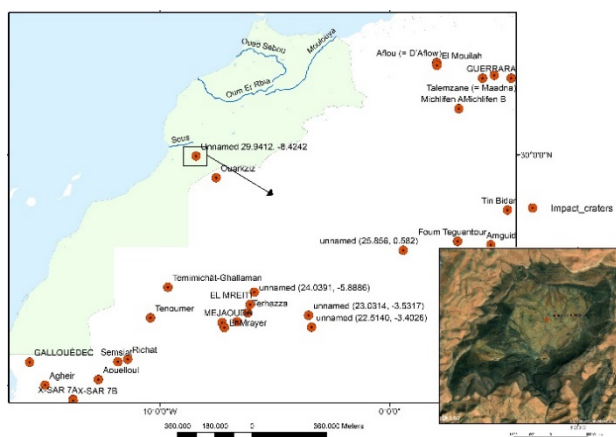 Oued Sebou
Moulouya
Oum Er Rbia
Aflou (= D'Aflow)
El Mouilah
GUERRARA
Talemzane (= Maadna)
Michlifen A
Michlifen B
Sous
Unnamed 29.9412, -8.4242
30°0'0"N
Ouarkziz
Tin Bider
Impact_craters
Foum Teguentour
Amguid
unnamed (25.856, 0.582)
Temimichât-Ghallaman
unnamed (24.0391, -5.8886)
EL MREITI
Terhazza
unnamed (23.0314, -3.5317)
Tenoumer
MEJAOUDA
unnamed (22.5140, -3.4026)
El Mrayer
GALLOUÉDEC
Semsiat
Richat
Agheir
Aouelloul
X-SAR 7A
X-SAR 7B
10°0'0"W
0°0'0"
360.000
180.000
0
360.000 Meters